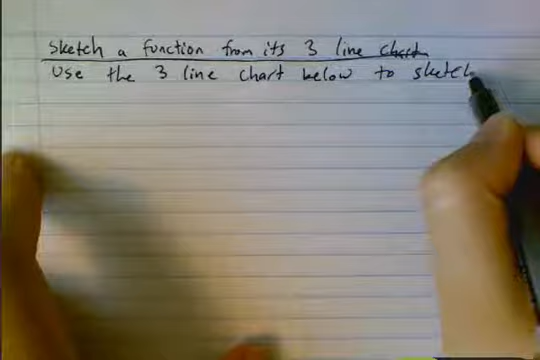 Sketch a function from its 3 line chart
Use the 3 line chart below to sketch